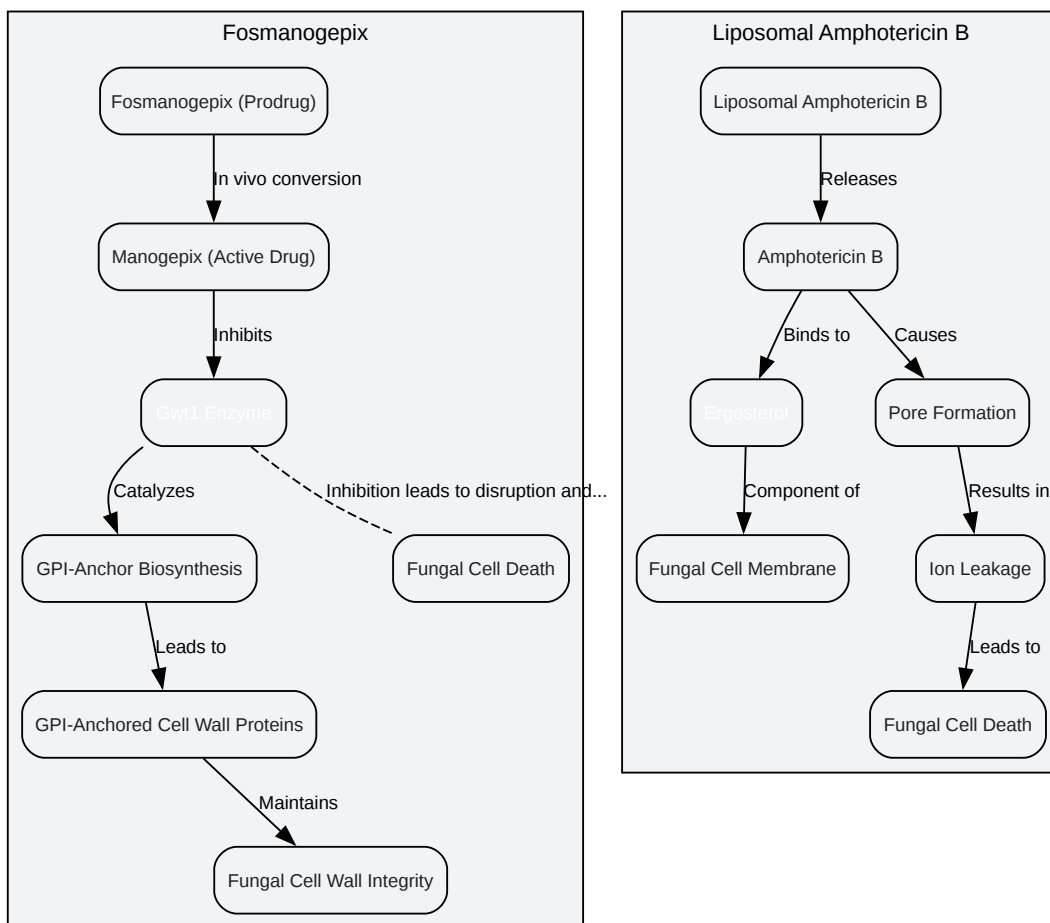 Fosmanogepix
Fosmanogepix (Prodrug)
In vivo conversion
Manogepix (Active Drug)
Inhibits
Gwt1 Enzyme
Catalyzes
Inhibition leads to disruption and...
GPI-Anchor Biosynthesis
Fungal Cell Death
Leads to
GPI-Anchored Cell Wall Proteins
Maintains
Fungal Cell Wall Integrity
Liposomal Amphotericin B
Liposomal Amphotericin B
Releases
Amphotericin B
Binds to
Causes
Ergosterol
Pore Formation
Component of
Results in
Fungal Cell Membrane
Ion Leakage
Leads to
Fungal Cell Death